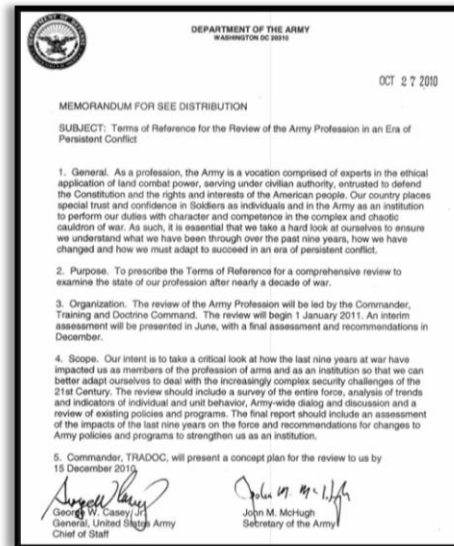 DEPARTMENT OF THE ARMY
WASHINGTON DC 20310
OCT 2 7 2010
MEMORANDUM FOR SEE DISTRIBUTION
SUBJECT: Terms of Reference for the Review of the Army Profession in an Era of
Persistent Conflict
1. General. As a profession, the Army is a vocation comprised of experts in the ethical
application of land combat power, serving under civilian authority, entrusted to defend
the Constitution and the rights and interests of the American people. Our country places
special trust and confidence in Soldiers as individuals and in the Army as an institution
to perform our duties with character and competence in the complex and chaotic
cauldron of war. As such, it is essential that we take a hard look at ourselves to ensure
we understand what we have been through over the past nine years, how we have
changed and how we must adapt to succeed in an era of persistent conflict.
2. Purpose. To prescribe the Terms of Reference for a comprehensive review to
examine the state of our profession after nearly a decade of war.
3. Organization. The review of the Army Profession will be led by the Commander,
Training and Doctrine Command. The review will begin 1 January 2011. An interim
assessment will be presented in June, with a final assessment and recommendations in
December.
4. Scope. Our intent is to take a critical look at how the last nine years at war have
impacted us as members of the profession of arms and as an institution so that we can
better adapt ourselves to deal with the increasingly complex security challenges of the
21st Century. The review should include a survey of the entire force, analysis of trends
and indicators of individual and unit behavior, Army-wide dialog and discussion and a
review of existing policies and programs. The final report should include an assessment
of the impacts of the last nine years on the force and recommendations for changes to
Army policies and programs to strengthen us as an institution.
5. Commander, TRADOC, will present a concept plan for the review to us by
15 December 2010.
George W. Casey, Jr.
General, United States Army
Chief of Staff
John M. McHugh
Secretary of the Army